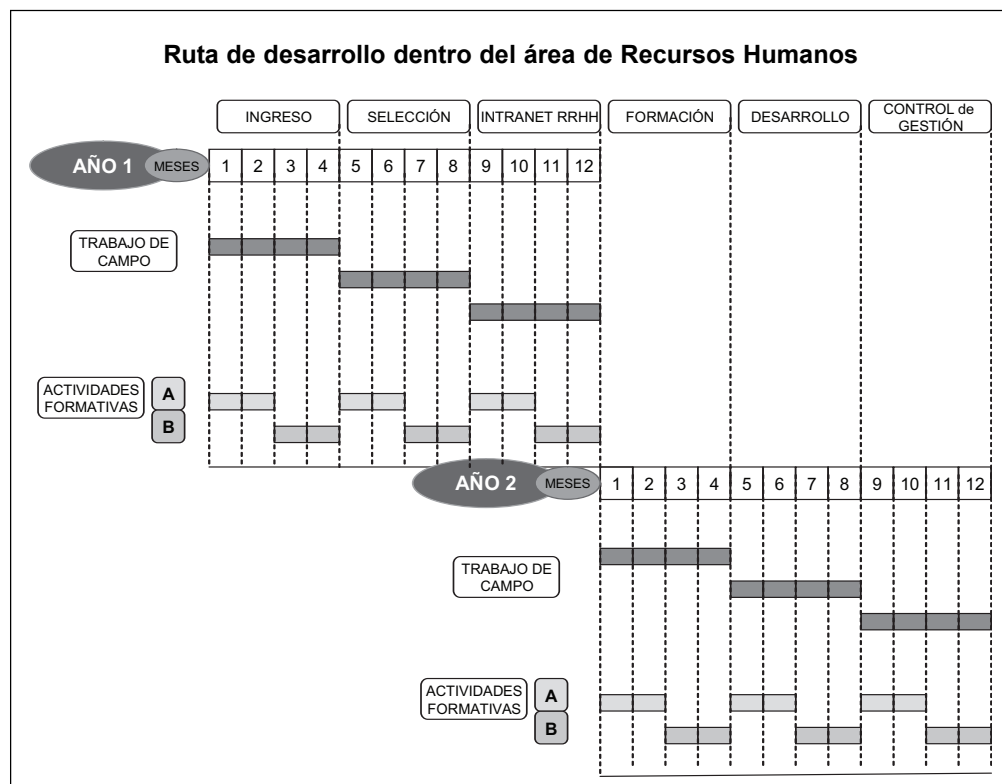 Ruta de desarrollo dentro del área de Recursos Humanos
INGRESO SELECCIÓN INTRANET RRHH FORMACIÓN DESARROLLO CONTROL de
GESTIÓN
AÑO 1 MESES 1 2 3 4 5 6 7 8 9 10 11 12
TRABAJO DE
CAMPO
ACTIVIDADES
FORMATIVAS
A
B
AÑO 2 MESES 1 2 3 4 5 6 7 8 9 10 11 12
TRABAJO DE
CAMPO
ACTIVIDADES
FORMATIVAS
A
B